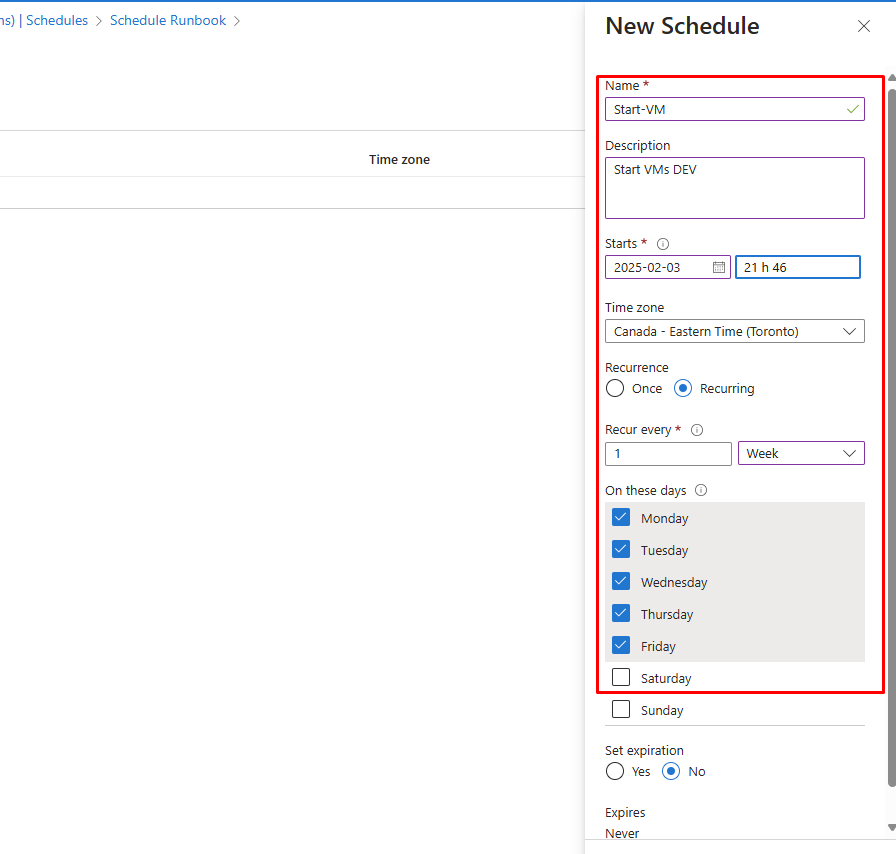 ns) | Schedules > Schedule Runbook >
New Schedule
Time zone
Name *
Start-VM
Description
Start VMs DEV
Starts *
2025-02-03 21 h 46
Time zone
Canada - Eastern Time (Toronto)
Recurrence
Once Recurring
Recur every *
1 Week
On these days
Monday
Tuesday
Wednesday
Thursday
Friday
Saturday
Sunday
Set expiration
Yes No
Expires
Never